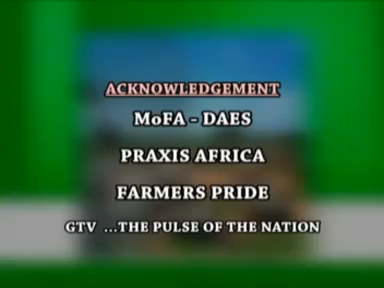 ACKNOWLEDGEMENT
MoFA - DAES
PRAXIS AFRICA
FARMERS PRIDE
GTV ...THE PULSE OF THE NATION